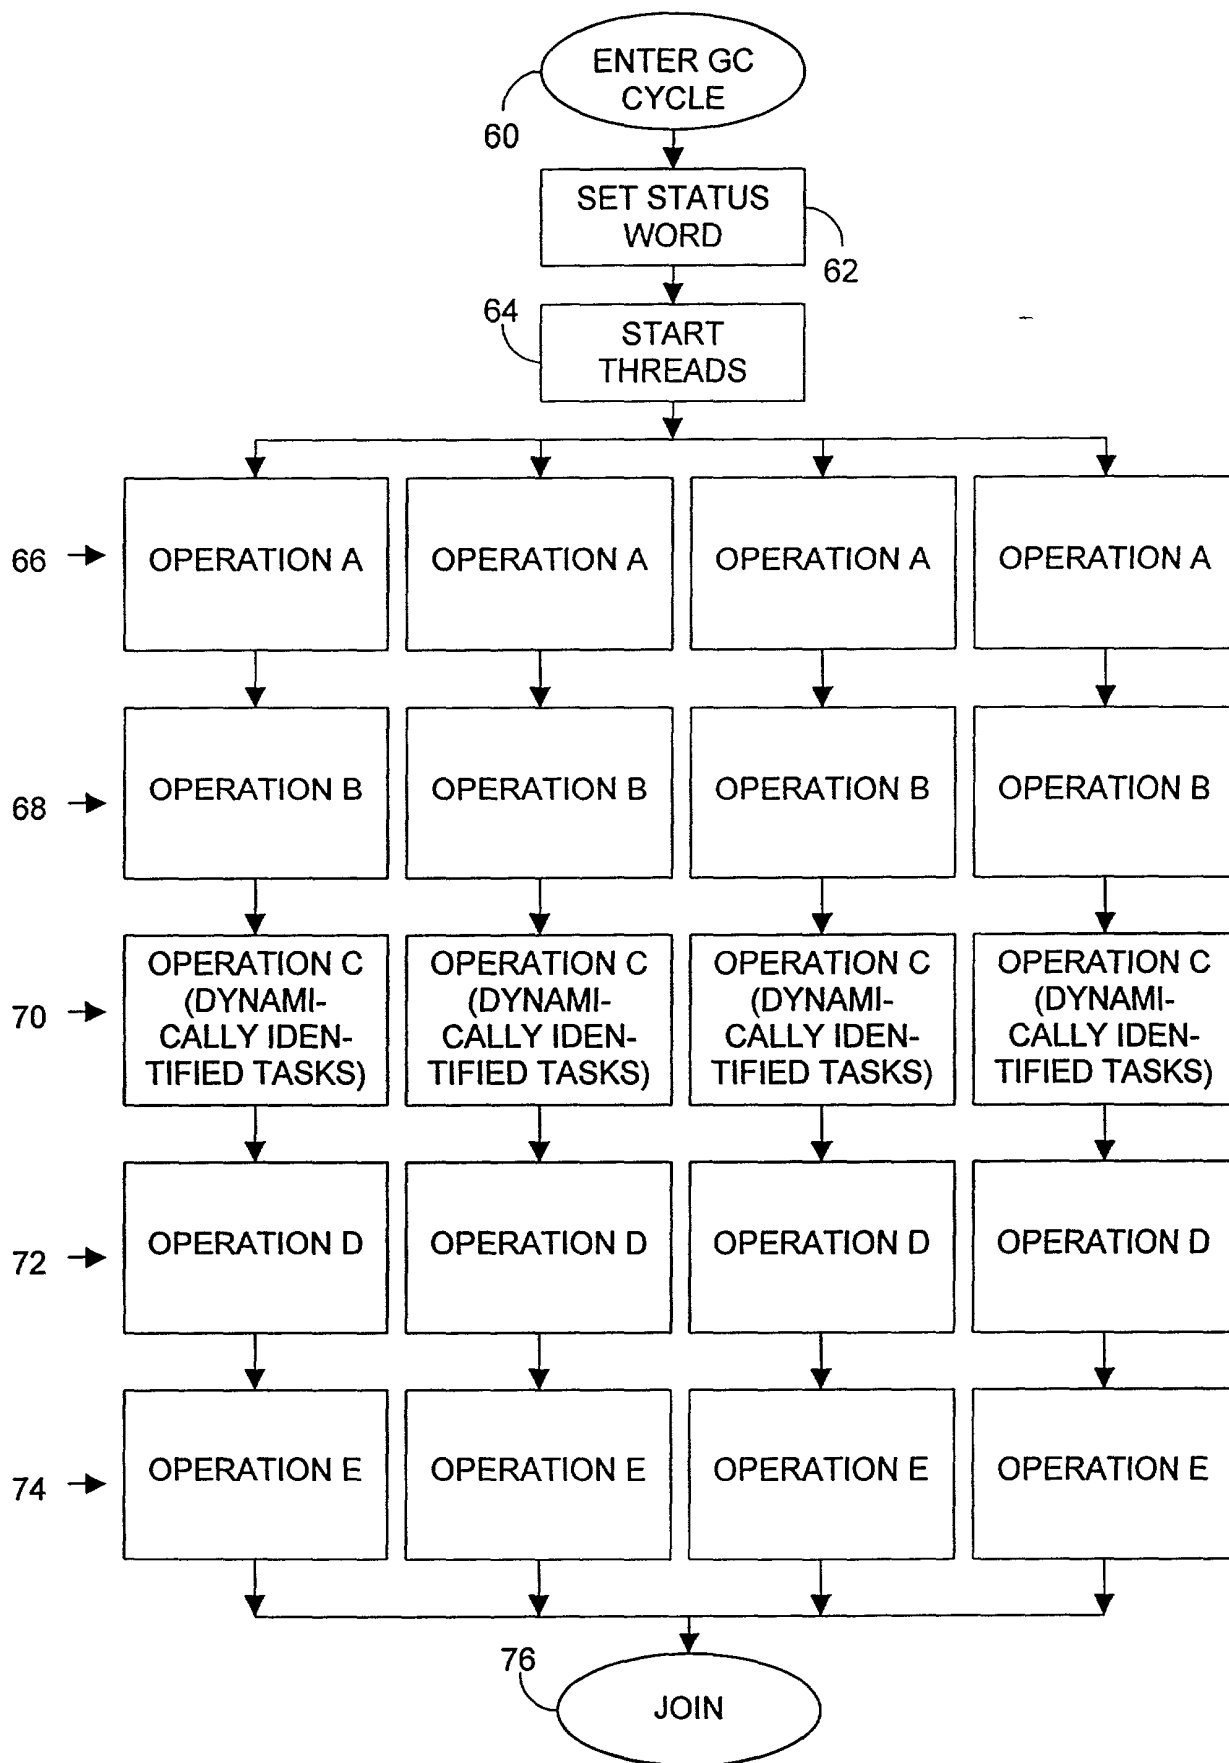 ENTER GC
CYCLE
60
SET STATUS
WORD
62
64
START
THREADS
66
OPERATION A
OPERATION A
OPERATION A
OPERATION A
68
OPERATION B
OPERATION B
OPERATION B
OPERATION B
70
OPERATION C
(DYNAMI-
CALLY IDEN-
TIFIED TASKS)
OPERATION C
(DYNAMI-
CALLY IDEN-
TIFIED TASKS)
OPERATION C
(DYNAMI-
CALLY IDEN-
TIFIED TASKS)
OPERATION C
(DYNAMI-
CALLY IDEN-
TIFIED TASKS)
72
OPERATION D
OPERATION D
OPERATION D
OPERATION D
74
OPERATION E
OPERATION E
OPERATION E
OPERATION E
76
JOIN